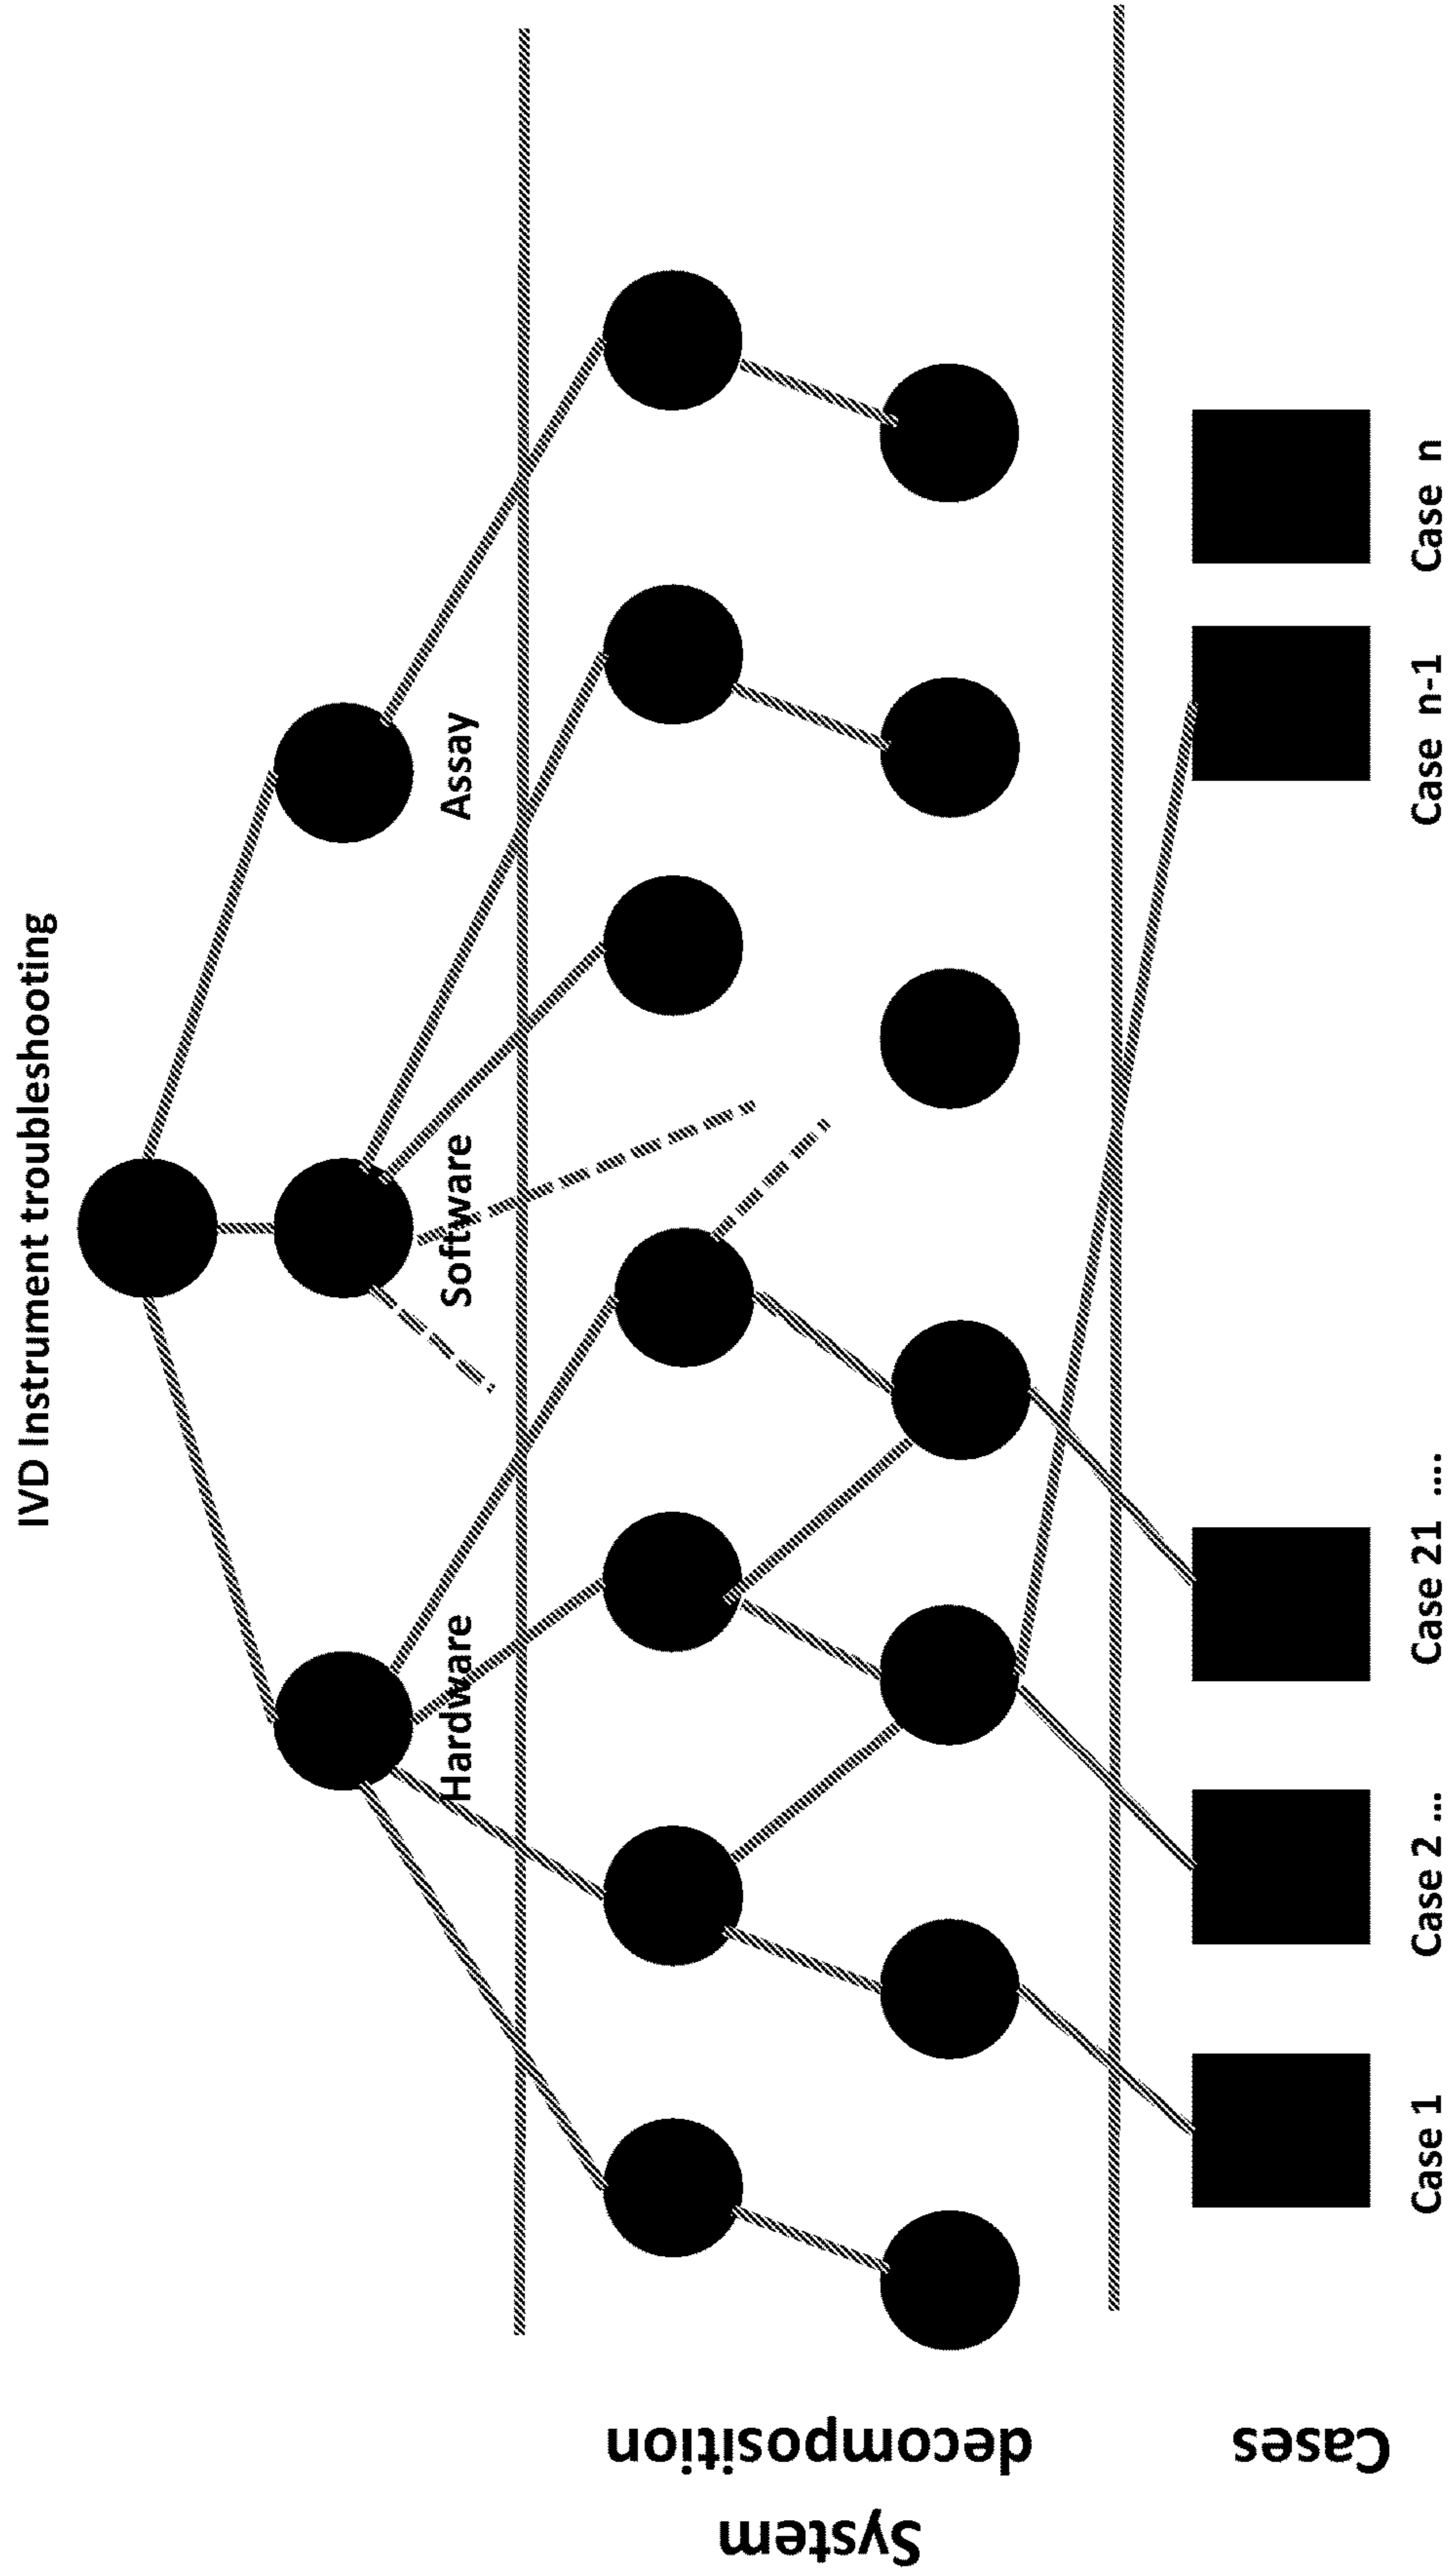 IVD Instrument troubleshooting
Hardware
Software
Assay
System
decomposition
Cases
Case 1
Case 2 ...
Case 21 ....
Case n-1
Case n